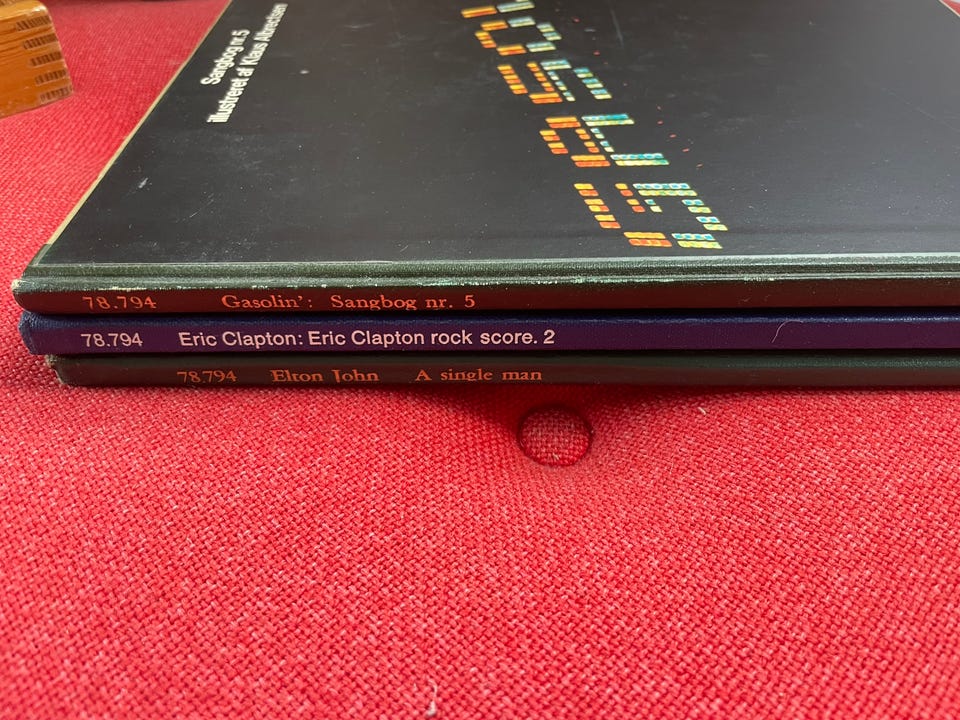 Sangbog nr. 5
illustreret af Klaus Albrectsen
78.794 Gasolin': Sangbog nr. 5
78.794 Eric Clapton: Eric Clapton rock score. 2
78.794 Elton John A single man